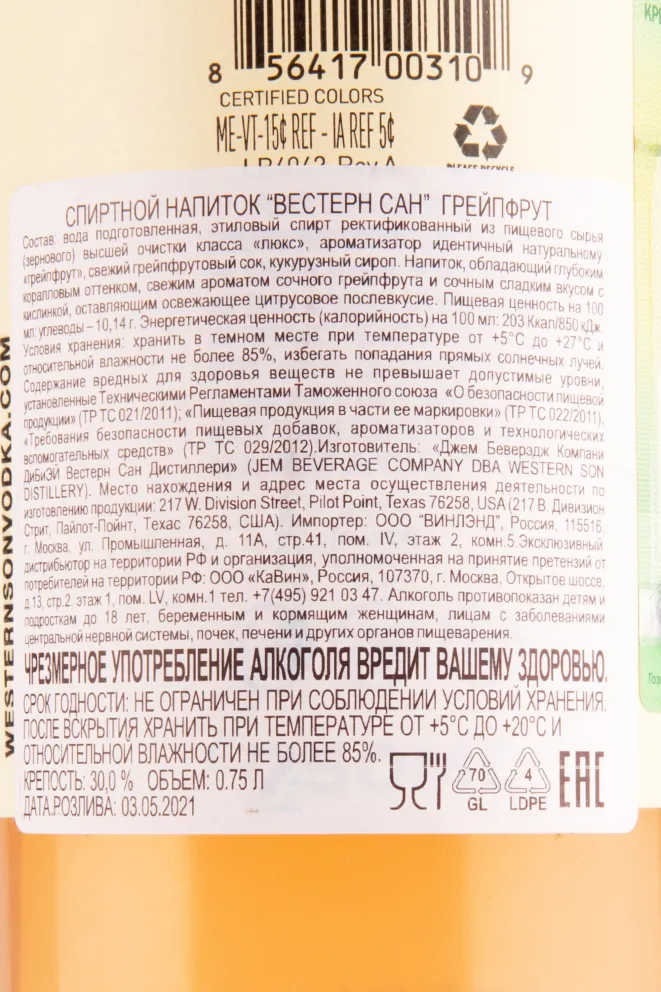 8 56417 00310 9
CERTIFIED COLORS
ME-VT-15¢ REF - IA REF 5¢
PLEASE RECYCLE
СПИРТНОЙ НАПИТОК “ВЕСТЕРН САН” ГРЕЙПФРУТ
Состав: вода подготовленная, этиловый спирт ректификованный из пищевого сырья
(зернового) высшей очистки класса «люкс», ароматизатор идентичный натуральному
«грейпфрут», свежий грейпфрутовый сок, кукурузный сироп. Напиток, обладающий глубоким
коралловым оттенком, свежим ароматом сочного грейпфрута и сочным сладким вкусом с
кислинкой, оставляющим освежающее цитрусовое послевкусие. Пищевая ценность на 100
мл: углеводы – 10,14 г. Энергетическая ценность (калорийность) на 100 мл: 203 Ккал/850 кДж.
Условия хранения: хранить в темном месте при температуре от +5°С до +27°С и
относительной влажности не более 85%, избегать попадания прямых солнечных лучей.
Содержание вредных для здоровья веществ не превышает допустимые уровни,
установленные Техническими Регламентами Таможенного союза «О безопасности пищевой
продукции» (ТР ТС 021/2011); «Пищевая продукция в части ее маркировки» (ТР ТС 022/2011),
«Требования безопасности пищевых добавок, ароматизаторов и технологических
вспомогательных средств» (ТР ТС 029/2012).Изготовитель: «Джем Беверэдж Компани
ДиБиЭй Вестерн Сан Дистиллери» (JEM BEVERAGE COMPANY DBA WESTERN SON
DISTILLERY). Место нахождения и адрес места осуществления деятельности по
изготовлению продукции: 217 W. Division Street, Pilot Point, Texas 76258, USA (217 В. Дивизион
Стрит, Пайлот-Пойнт, Техас 76258, США). Импортер: ООО "ВИНЛЭНД", Россия, 115516,
г. Москва, ул. Промышленная, д. 11А, стр.41, пом. IV, этаж 2, комн.5.Эксклюзивный
дистрибьютор на территории РФ и организация, уполномоченная на принятие претензий от
потребителей на территории РФ: ООО «КаВин», Россия, 107370, г. Москва, Открытое шоссе,
д.13, стр.2, этаж 1, пом. LV, комн.1 тел. +7(495) 921 03 47. Алкоголь противопоказан детям и
подросткам до 18 лет, беременным и кормящим женщинам, лицам с заболеваниями
центральной нервной системы, почек, печени и других органов пищеварения.
ЧРЕЗМЕРНОЕ УПОТРЕБЛЕНИЕ АЛКОГОЛЯ ВРЕДИТ ВАШЕМУ ЗДОРОВЬЮ.
СРОК ГОДНОСТИ: НЕ ОГРАНИЧЕН ПРИ СОБЛЮДЕНИИ УСЛОВИЙ ХРАНЕНИЯ.
ПОСЛЕ ВСКРЫТИЯ ХРАНИТЬ ПРИ ТЕМПЕРАТУРЕ ОТ +5°С ДО +20°С И
ОТНОСИТЕЛЬНОЙ ВЛАЖНОСТИ НЕ БОЛЕЕ 85%.
КРЕПОСТЬ: 30,0 % ОБЪЕМ: 0.75 Л
ДАТА РОЗЛИВА: 03.05.2021
70
GL
4
LDPE
EAC
WESTERNSONVODKA.COM